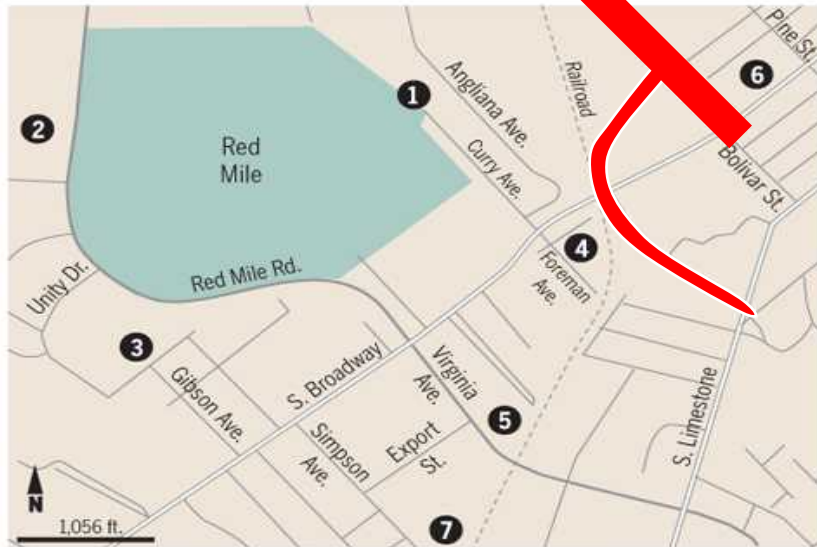 Pine St.
6
Railroad
Angliana Ave.
1
2
Red
Mile
Curry Ave.
Bolivar St.
4
Foreman
Ave.
Unity Dr.
Red Mile Rd.
3
S. Broadway
Virginia
Ave.
Gibson Ave.
S. Limestone
5
Simpson
Ave.
Export
St.
N
1,056 ft.
7